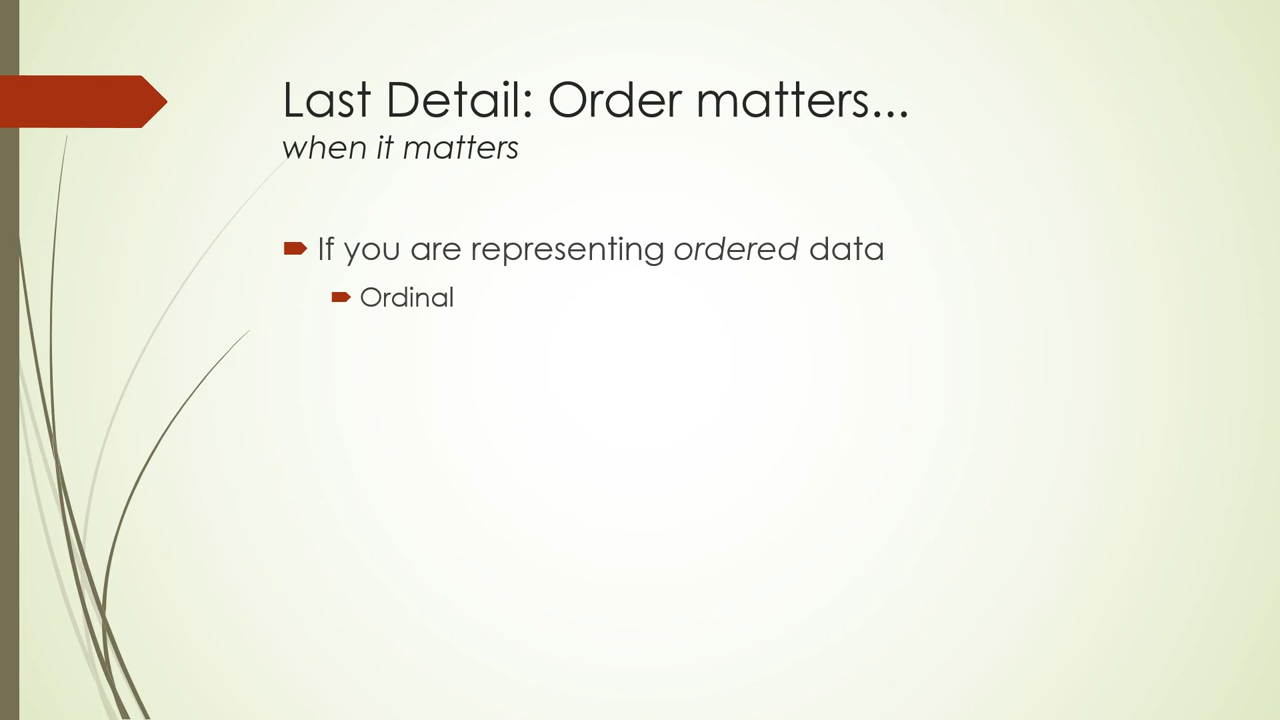 Last Detail: Order matters...
when it matters
If you are representing ordered data
Ordinal